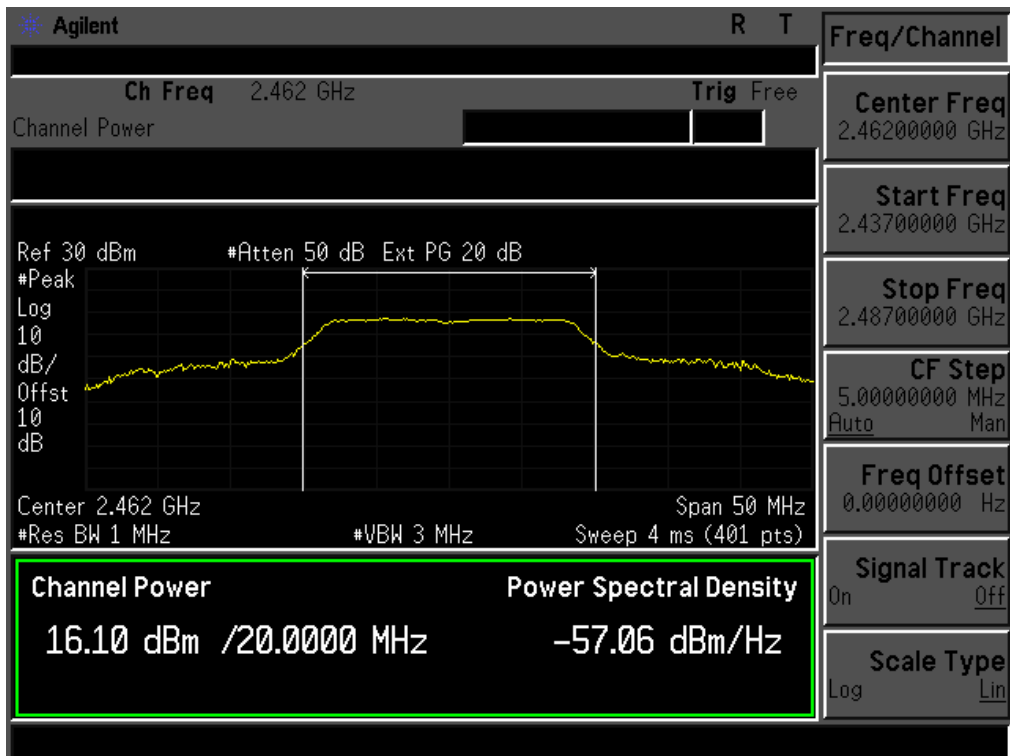 Agilent R T
Freq/Channel
Ch Freq 2.462 GHz Trig Free
Channel Power
Center Freq
2.46200000 GHz
Start Freq
2.43700000 GHz
Stop Freq
2.48700000 GHz
CF Step
5.00000000 MHz
Auto Man
Freq Offset
0.00000000 Hz
Signal Track
On Off
Scale Type
Log Lin
Ref 30 dBm #Atten 50 dB Ext PG 20 dB
#Peak
Log
10
dB/
Offst
10
dB
Center 2.462 GHz Span 50 MHz
#Res BW 1 MHz #VBW 3 MHz Sweep 4 ms (401 pts)
Channel Power Power Spectral Density
16.10 dBm /20.0000 MHz -57.06 dBm/Hz